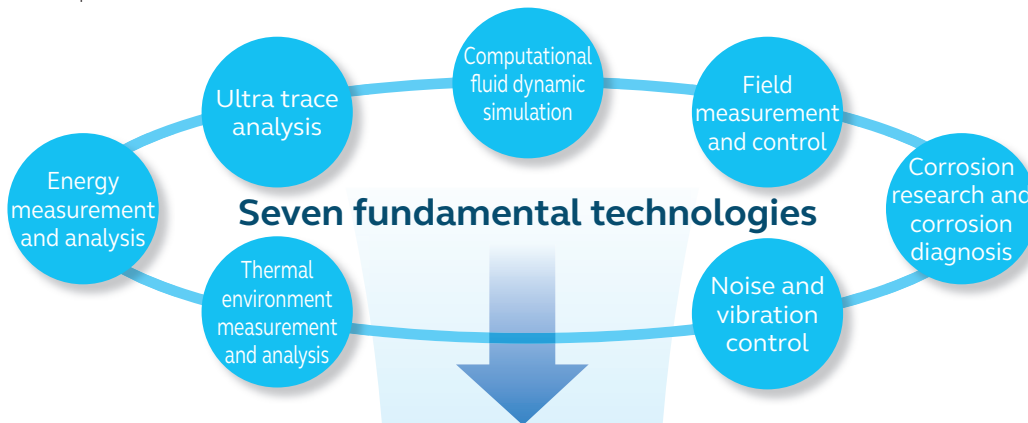 Computational
fluid dynamic
simulation
Ultra trace
analysis
Field
measurement
and control
Energy
measurement
and analysis
Corrosion
research and
corrosion
diagnosis
Seven fundamental technologies
Thermal
environment
measurement
and analysis
Noise and
vibration
control